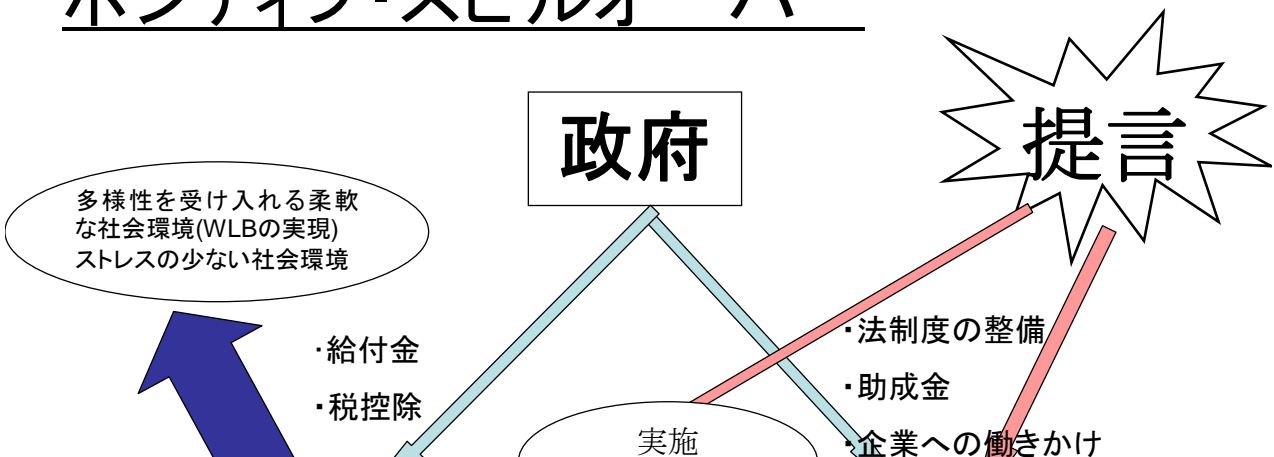 政府
提言
多様性を受け入れる柔軟
な社会環境(WLBの実現)
ストレスの少ない社会環境
・給付金
・税控除
・法制度の整備
・助成金
・企業への働きかけ
実施